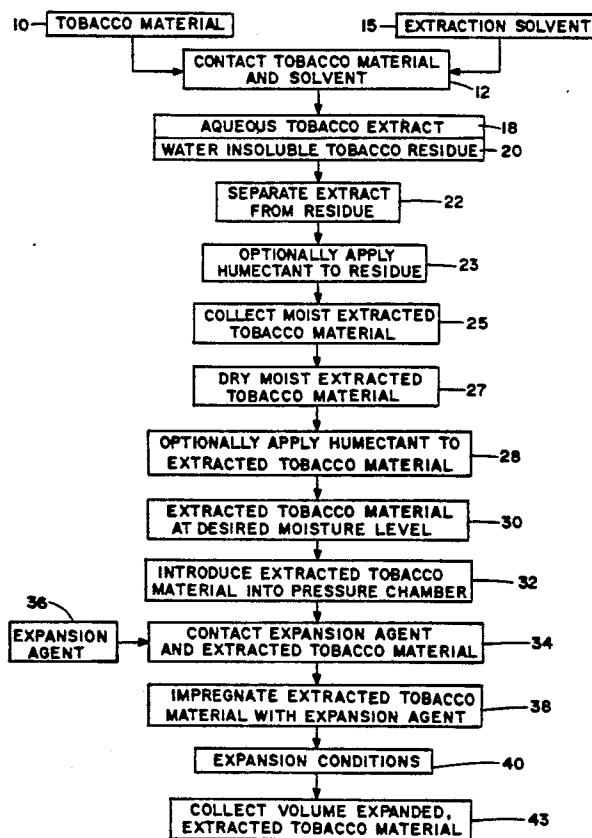 10 TOBACCO MATERIAL
15 EXTRACTION SOLVENT
CONTACT TOBACCO MATERIAL
AND SOLVENT
12
AQUEOUS TOBACCO EXTRACT 18
WATER INSOLUBLE TOBACCO RESIDUE 20
SEPARATE EXTRACT
FROM RESIDUE
22
OPTIONALLY APPLY
HUMECTANT TO RESIDUE
23
COLLECT MOIST EXTRACTED
TOBACCO MATERIAL
25
DRY MOIST EXTRACTED
TOBACCO MATERIAL
27
OPTIONALLY APPLY HUMECTANT TO
EXTRACTED TOBACCO MATERIAL
28
EXTRACTED TOBACCO MATERIAL
AT DESIRED MOISTURE LEVEL
30
INTRODUCE EXTRACTED TOBACCO
MATERIAL INTO PRESSURE CHAMBER
32
36
EXPANSION
AGENT
CONTACT EXPANSION AGENT
AND EXTRACTED TOBACCO MATERIAL
34
IMPREGNATE EXTRACTED TOBACCO
MATERIAL WITH EXPANSION AGENT
38
EXPANSION CONDITIONS
40
COLLECT VOLUME EXPANDED,
EXTRACTED TOBACCO MATERIAL
43